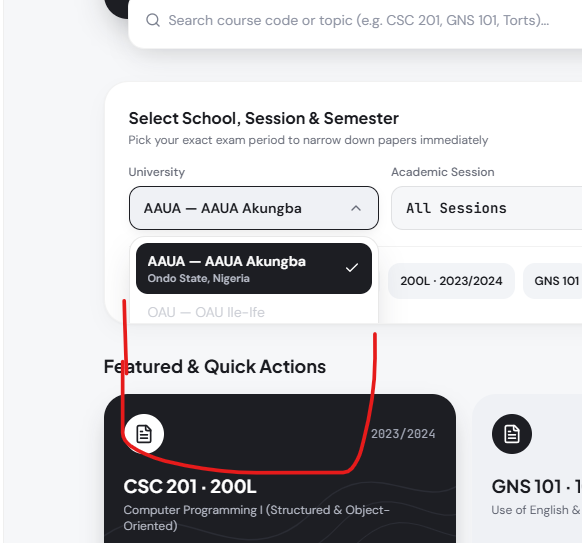 Search course code or topic (e.g. CSC 201, GNS 101, Torts)...
Select School, Session & Semester
Pick your exact exam period to narrow down papers immediately
University
Academic Session
AAUA — AAUA Akungba
All Sessions
AAUA — AAUA Akungba
Ondo State, Nigeria
200L · 2023/2024
GNS 101
OAU — OAU Ile-Ife
Featured & Quick Actions
2023/2024
CSC 201 · 200L
Computer Programming I (Structured & Object-
Oriented)
GNS 101 · 1
Use of English &